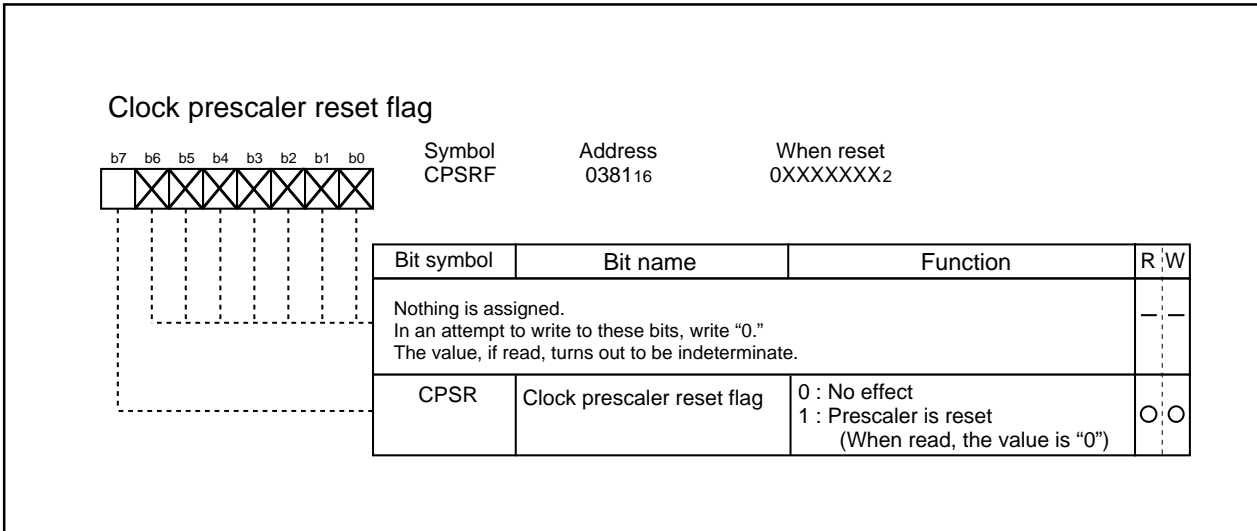 Clock prescaler reset flag
Symbol Address When reset
b7 b6 b5 b4 b3 b2 b1 b0
CPSRF 038116 0XXXXXXX2
Bit symbol Bit name Function R W
Nothing is assigned.
In an attempt to write to these bits, write “0.”
The value, if read, turns out to be indeterminate.
— —
CPSR Clock prescaler reset flag 0 : No effect
1 : Prescaler is reset
(When read, the value is “0”)